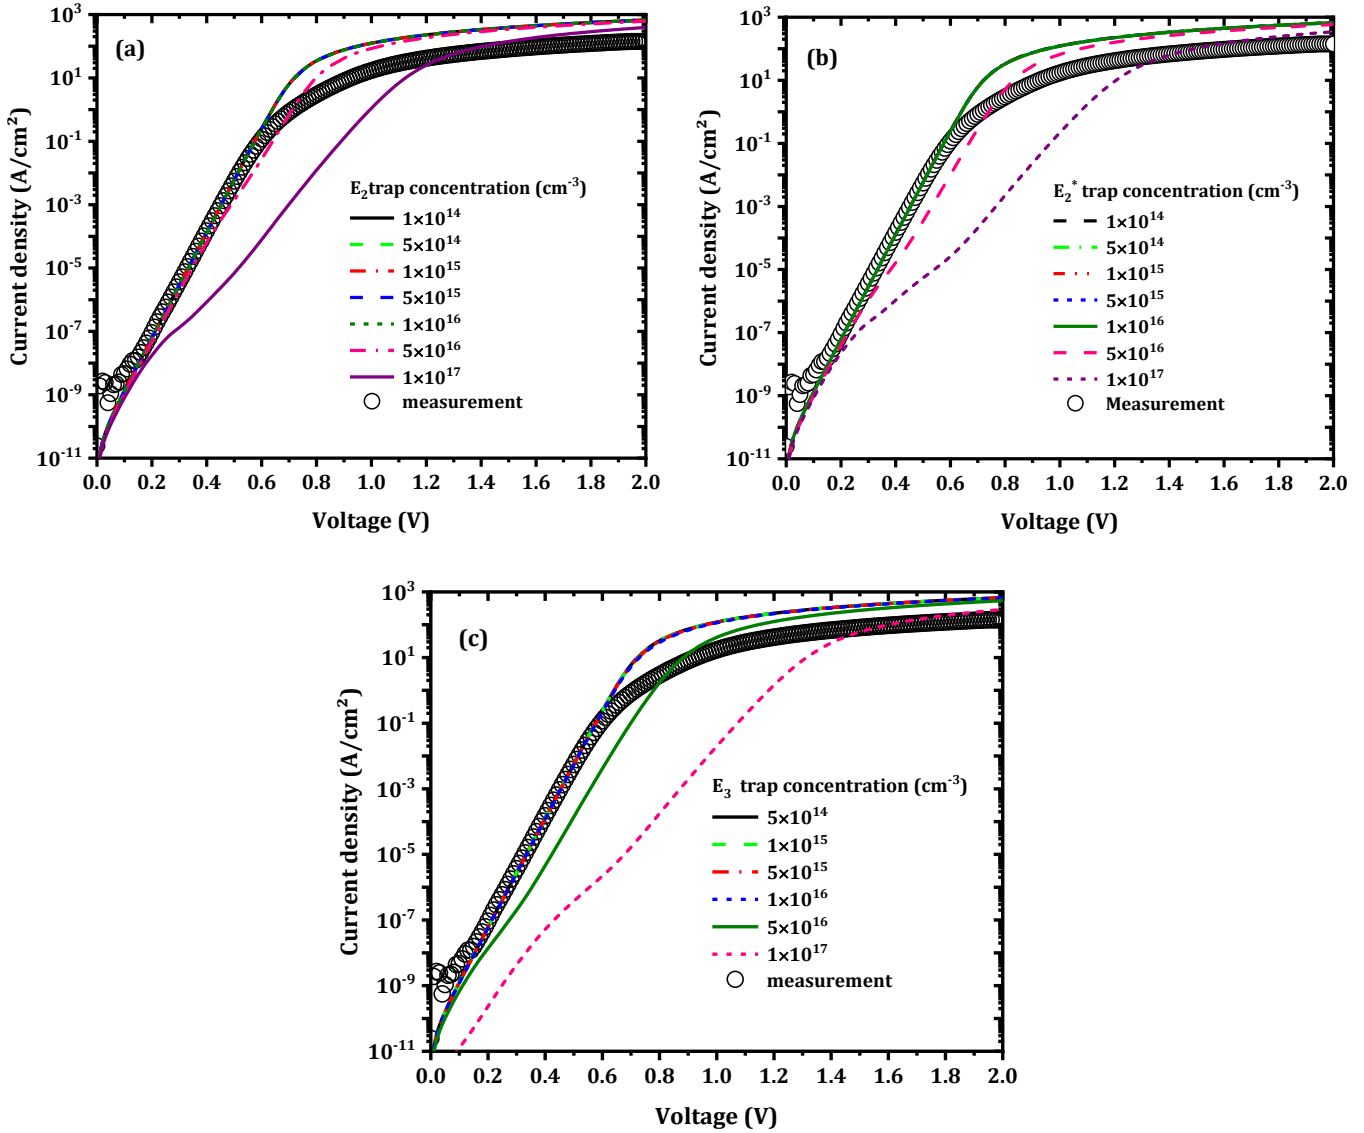 (a)
10³
10¹
10⁻¹
10⁻³
10⁻⁵
10⁻⁷
10⁻⁹
10⁻¹¹
Current density (A/cm²)
E₂trap concentration (cm⁻³)
1×10¹⁴
5×10¹⁴
1×10¹⁵
5×10¹⁵
1×10¹⁶
5×10¹⁶
1×10¹⁷
measurement
0.0 0.2 0.4 0.6 0.8 1.0 1.2 1.4 1.6 1.8 2.0
Voltage (V)
(b)
10³
10¹
10⁻¹
10⁻³
10⁻⁵
10⁻⁷
10⁻⁹
10⁻¹¹
Current density (A/cm²)
E₂* trap concentration (cm⁻³)
1×10¹⁴
5×10¹⁴
1×10¹⁵
5×10¹⁵
1×10¹⁶
5×10¹⁶
1×10¹⁷
Measurement
0.0 0.2 0.4 0.6 0.8 1.0 1.2 1.4 1.6 1.8 2.0
Voltage (V)
(c)
10³
10¹
10⁻¹
10⁻³
10⁻⁵
10⁻⁷
10⁻⁹
10⁻¹¹
Current density (A/cm²)
E₃ trap concentration (cm⁻³)
5×10¹⁴
1×10¹⁵
5×10¹⁵
1×10¹⁶
5×10¹⁶
1×10¹⁷
measurement
0.0 0.2 0.4 0.6 0.8 1.0 1.2 1.4 1.6 1.8 2.0
Voltage (V)